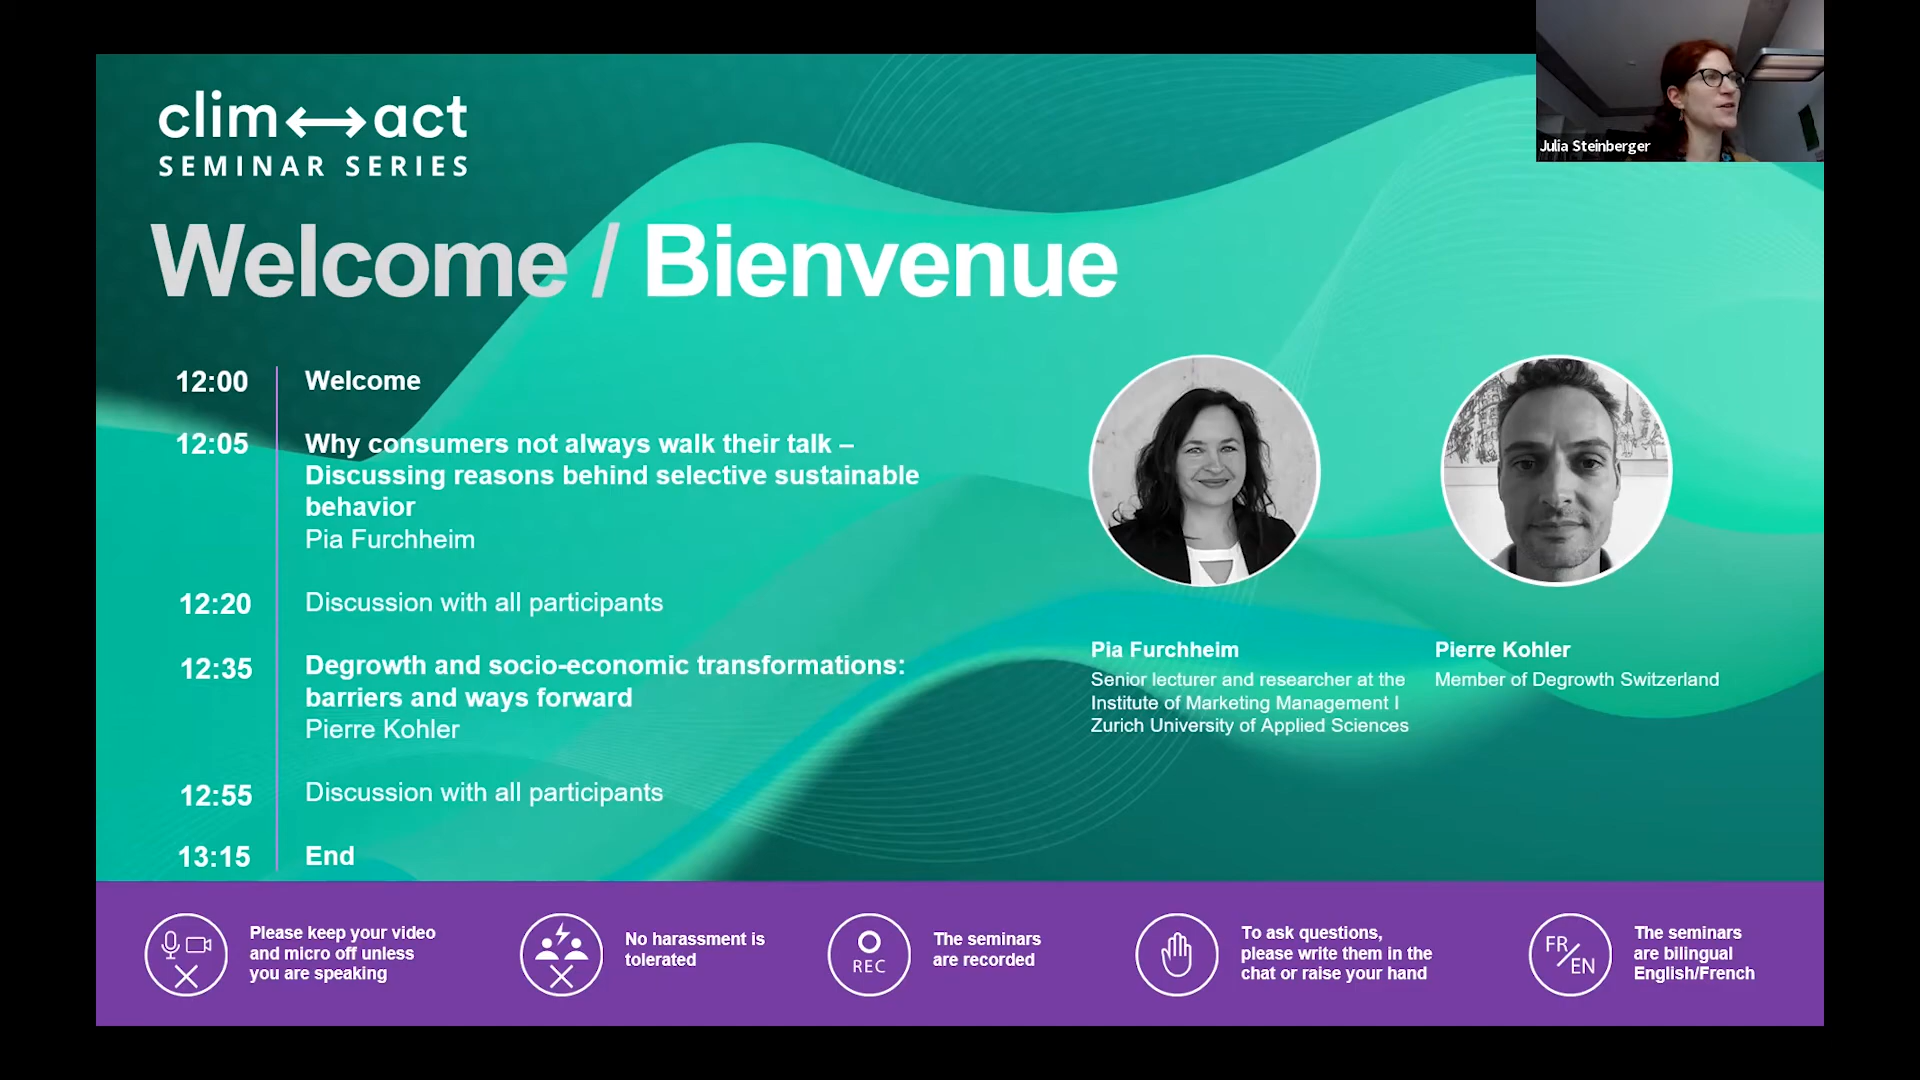 clim↔act
SEMINAR SERIES
Julia Steinberger
Welcome / Bienvenue
12:00 Welcome
12:05 Why consumers not always walk their talk –
Discussing reasons behind selective sustainable
behavior
Pia Furchheim
12:20 Discussion with all participants
12:35 Degrowth and socio-economic transformations:
barriers and ways forward
Pierre Kohler
12:55 Discussion with all participants
13:15 End
Pia Furchheim
Senior lecturer and researcher at the
Institute of Marketing Management I
Zurich University of Applied Sciences
Pierre Kohler
Member of Degrowth Switzerland
Please keep your video
and micro off unless
you are speaking
No harassment is
tolerated
REC
The seminars
are recorded
To ask questions,
please write them in the
chat or raise your hand
FR/EN
The seminars
are bilingual
English/French